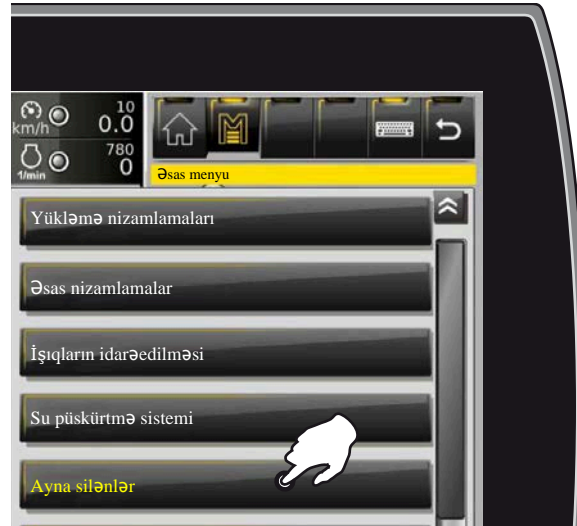 10
km/h 0.0
780
1/min 0
Əsas menyu
Yükləmə nizamlamaları
Əsas nizamlamalar
İşıqların idarəedilməsi
Su püskürtmə sistemi
Ayna silənlər